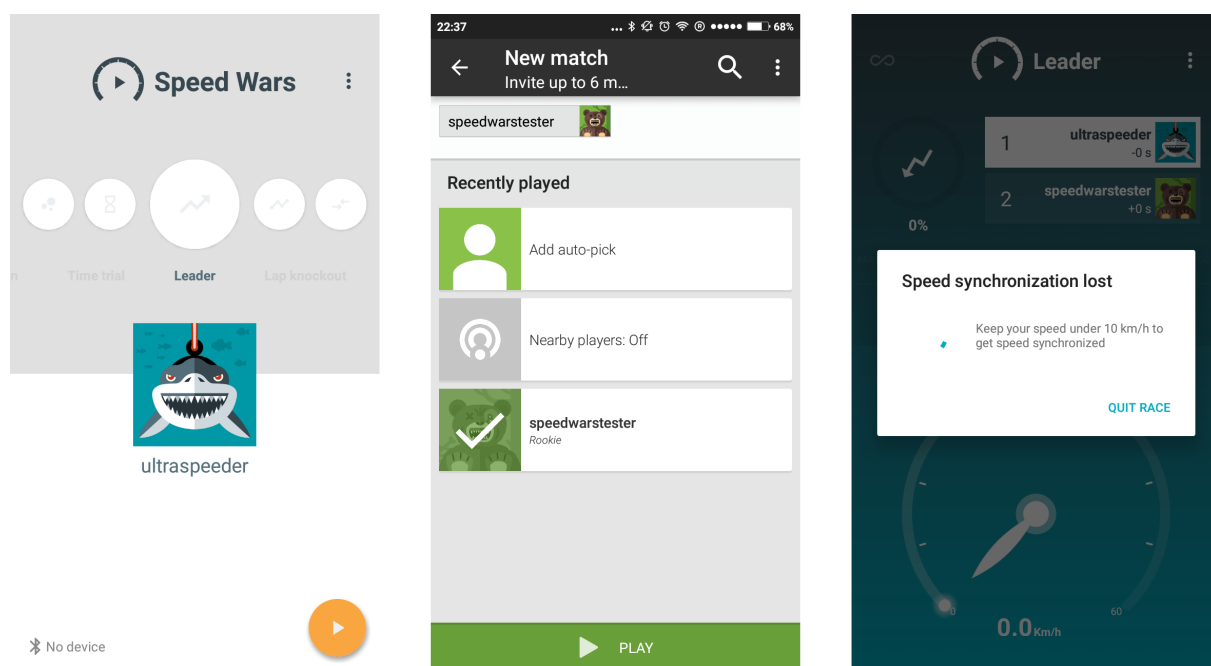 Speed Wars
n
Time trial
Leader
Lap knockout
ultraspeeder
No device
22:37
... 68%
New match
Invite up to 6 m...
speedwarstester
Recently played
Add auto-pick
Nearby players: Off
speedwarstester
Rookie
PLAY
Leader
1
ultraspeeder
-0 s
2
speedwarstester
+0 s
0%
Speed synchronization lost
Keep your speed under 10 km/h to
get speed synchronized
QUIT RACE
0
60
0.0 Km/h